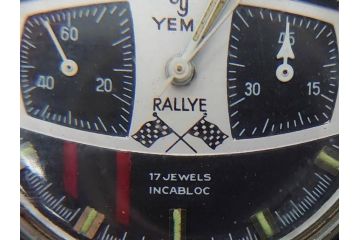 YEM
60
40 20
45
30 15
RALLYE
17 JEWELS
INCABLOC